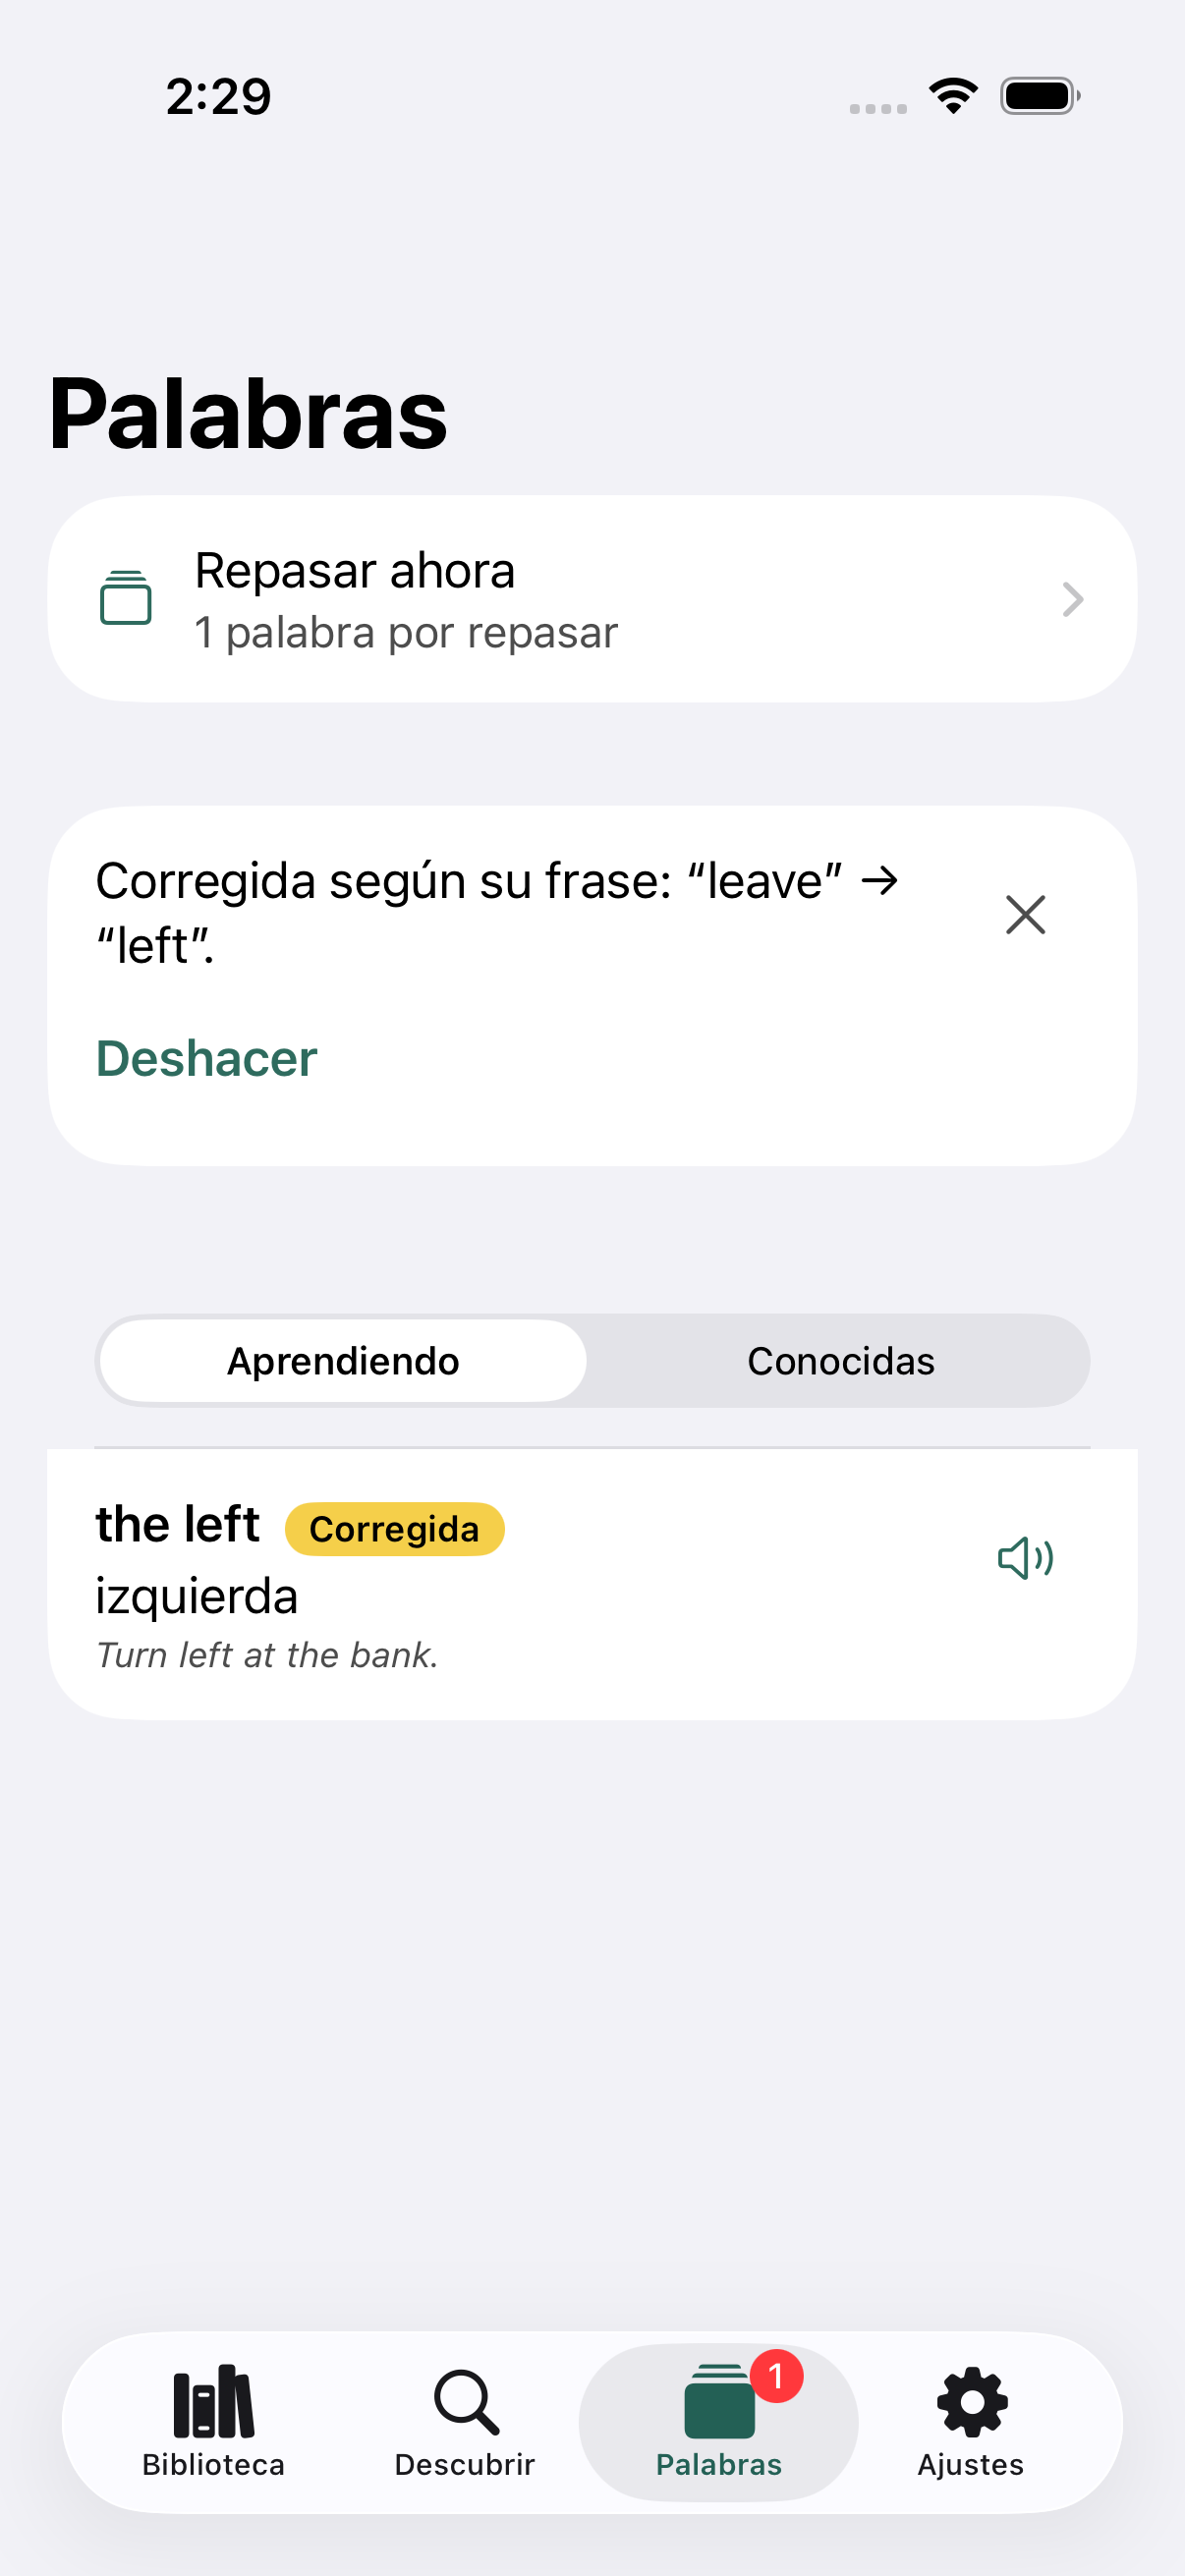 2:29
Palabras
Repasar ahora
1 palabra por repasar
Corregida según su frase: “leave” →
“left”.
Deshacer
Aprendiendo
Conocidas
the left
Corregida
izquierda
Turn left at the bank.
1
Biblioteca
Descubrir
Palabras
Ajustes